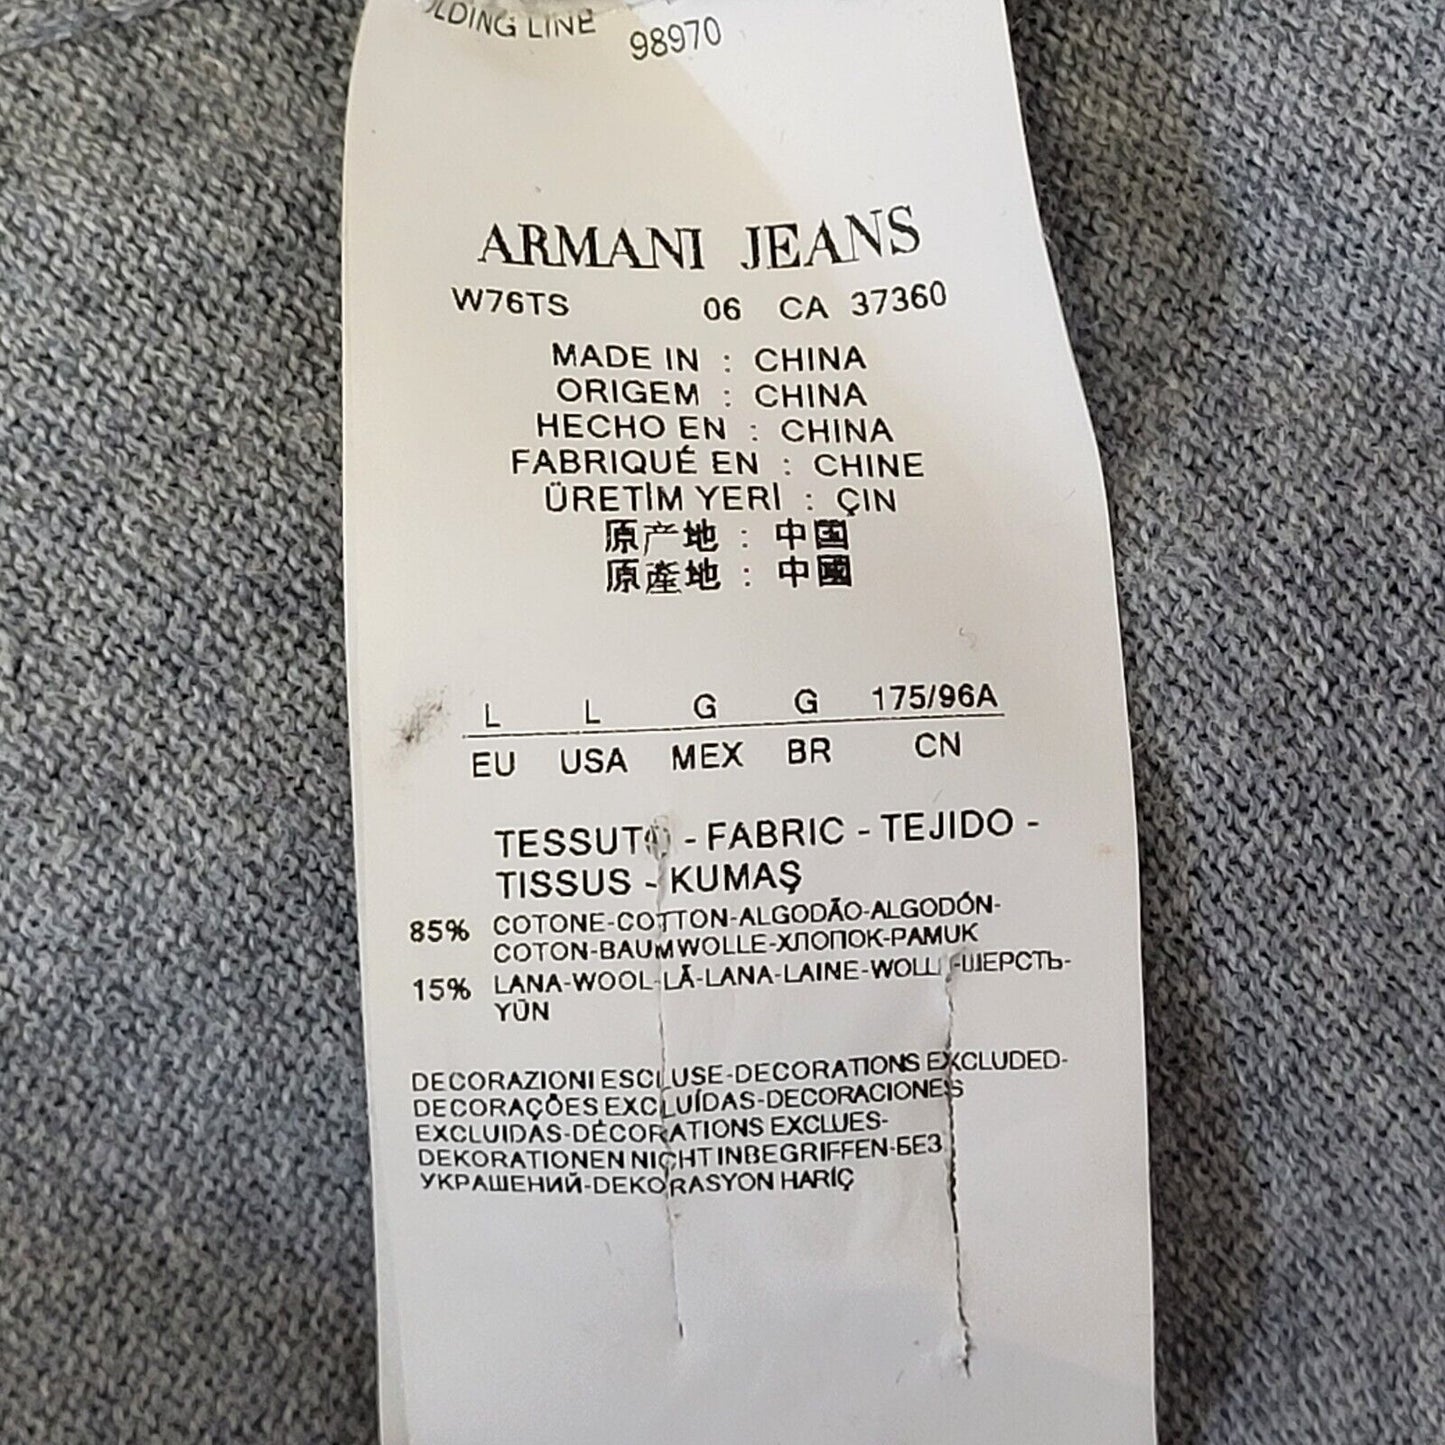 LDING LINE 98970
ARMANI JEANS
W76TS 06 CA 37360
MADE IN : CHINA
ORIGEM : CHINA
HECHO EN : CHINA
FABRIQUÉ EN : CHINE
ÜRETİM YERİ : ÇIN
原产地 : 中国
原產地 : 中國
L L G G 175/96A
EU USA MEX BR CN
TESSUTO - FABRIC - TEJIDO -
TISSUS - KUMAŞ
85% COTONE-COTTON-ALGODÃO-ALGODÓN-
COTON-BAUMWOLLE-ХЛОПОК-PAMUK
15% LANA-WOOL-LÃ-LANA-LAINE-WOLLE-ШЕРСТЬ-
YÜN
DECORAZIONI ESCLUSE-DECORATIONS EXCLUDED-
DECORAÇÕES EXCLUÍDAS-DECORACIONES
EXCLUIDAS-DÉCORATIONS EXCLUES-
DEKORATIONEN NICHT INBEGRIFFEN-БЕЗ
УКРАШЕНИЙ-DEKORASYON HARİÇ